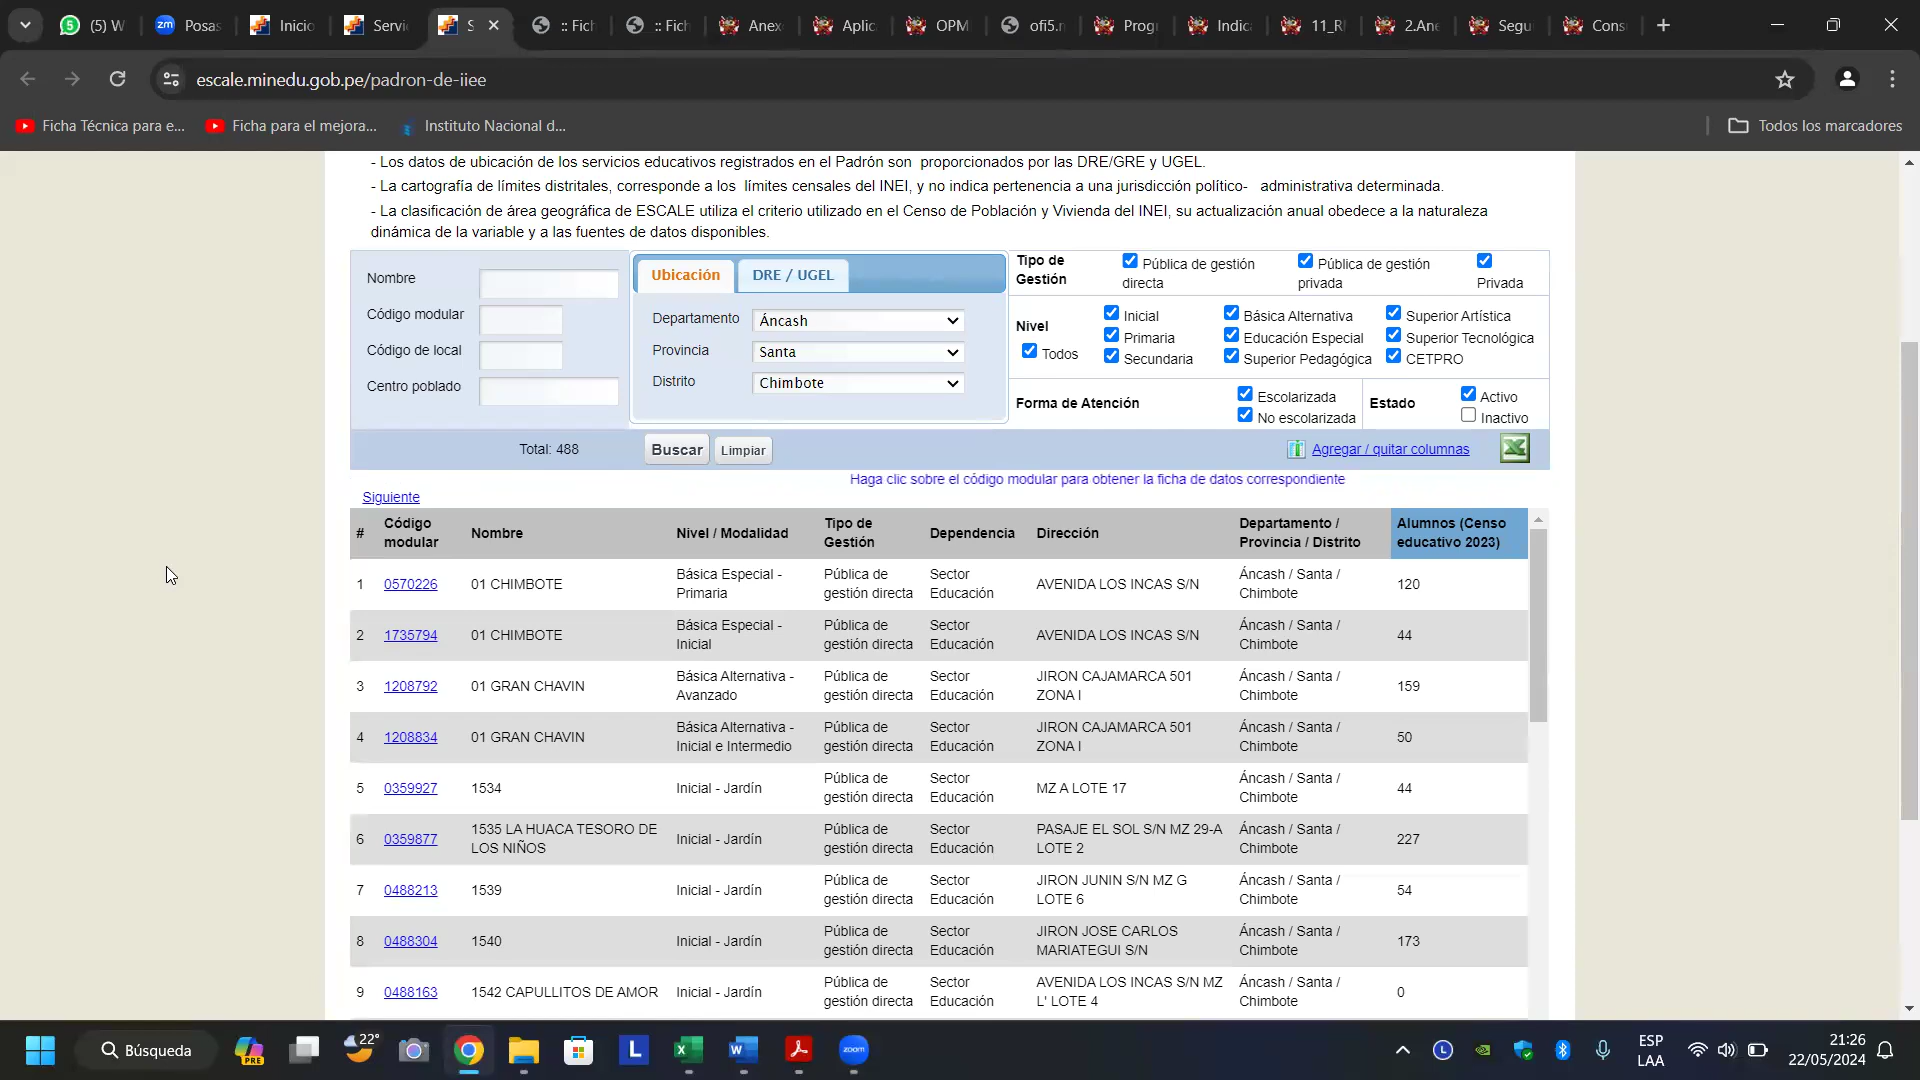 (5) W
Posas
Inicio
Servic
S
:: Fich
:: Fich
Anex
Aplic
OPM
ofi5.n
Progr
Indic
11_RM
2.Ane
Segu
Cons
escale.minedu.gob.pe/padron-de-iiee
Ficha Técnica para e...
Ficha para el mejora...
Instituto Nacional d...
Todos los marcadores
- Los datos de ubicación de los servicios educativos registrados en el Padrón son proporcionados por las DRE/GRE y UGEL.
- La cartografía de límites distritales, corresponde a los límites censales del INEI, y no indica pertenencia a una jurisdicción político- administrativa determinada.
- La clasificación de área geográfica de ESCALE utiliza el criterio utilizado en el Censo de Población y Vivienda del INEI, su actualización anual obedece a la naturaleza
dinámica de la variable y a las fuentes de datos disponibles.
Nombre
Código modular
Código de local
Centro poblado
Ubicación
DRE / UGEL
Departamento Áncash
Provincia Santa
Distrito Chimbote
Tipo de
Gestión
Pública de gestión
directa
Pública de gestión
privada
Privada
Nivel
Todos
Inicial
Primaria
Secundaria
Básica Alternativa
Educación Especial
Superior Pedagógica
Superior Artística
Superior Tecnológica
CETPRO
Forma de Atención
Escolarizada
No escolarizada
Estado
Activo
Inactivo
Total: 488
Buscar
Limpiar
Agregar / quitar columnas
Haga clic sobre el código modular para obtener la ficha de datos correspondiente
Siguiente
#
Código
modular
Nombre
Nivel / Modalidad
Tipo de
Gestión
Dependencia
Dirección
Departamento /
Provincia / Distrito
Alumnos (Censo
educativo 2023)
1
0570226
01 CHIMBOTE
Básica Especial -
Primaria
Pública de
gestión directa
Sector
Educación
AVENIDA LOS INCAS S/N
Áncash / Santa /
Chimbote
120
2
1735794
01 CHIMBOTE
Básica Especial -
Inicial
Pública de
gestión directa
Sector
Educación
AVENIDA LOS INCAS S/N
Áncash / Santa /
Chimbote
44
3
1208792
01 GRAN CHAVIN
Básica Alternativa -
Avanzado
Pública de
gestión directa
Sector
Educación
JIRON CAJAMARCA 501
ZONA I
Áncash / Santa /
Chimbote
159
4
1208834
01 GRAN CHAVIN
Básica Alternativa -
Inicial e Intermedio
Pública de
gestión directa
Sector
Educación
JIRON CAJAMARCA 501
ZONA I
Áncash / Santa /
Chimbote
50
5
0359927
1534
Inicial - Jardín
Pública de
gestión directa
Sector
Educación
MZ A LOTE 17
Áncash / Santa /
Chimbote
44
6
0359877
1535 LA HUACA TESORO DE
LOS NIÑOS
Inicial - Jardín
Pública de
gestión directa
Sector
Educación
PASAJE EL SOL S/N MZ 29-A
LOTE 2
Áncash / Santa /
Chimbote
227
7
0488213
1539
Inicial - Jardín
Pública de
gestión directa
Sector
Educación
JIRON JUNIN S/N MZ G
LOTE 6
Áncash / Santa /
Chimbote
54
8
0488304
1540
Inicial - Jardín
Pública de
gestión directa
Sector
Educación
JIRON JOSE CARLOS
MARIATEGUI S/N
Áncash / Santa /
Chimbote
173
9
0488163
1542 CAPULLITOS DE AMOR
Inicial - Jardín
Pública de
gestión directa
Sector
Educación
AVENIDA LOS INCAS S/N MZ
L' LOTE 4
Áncash / Santa /
Chimbote
0
Búsqueda
PRE
22°
zoom
ESP
LAA
21:26
22/05/2024